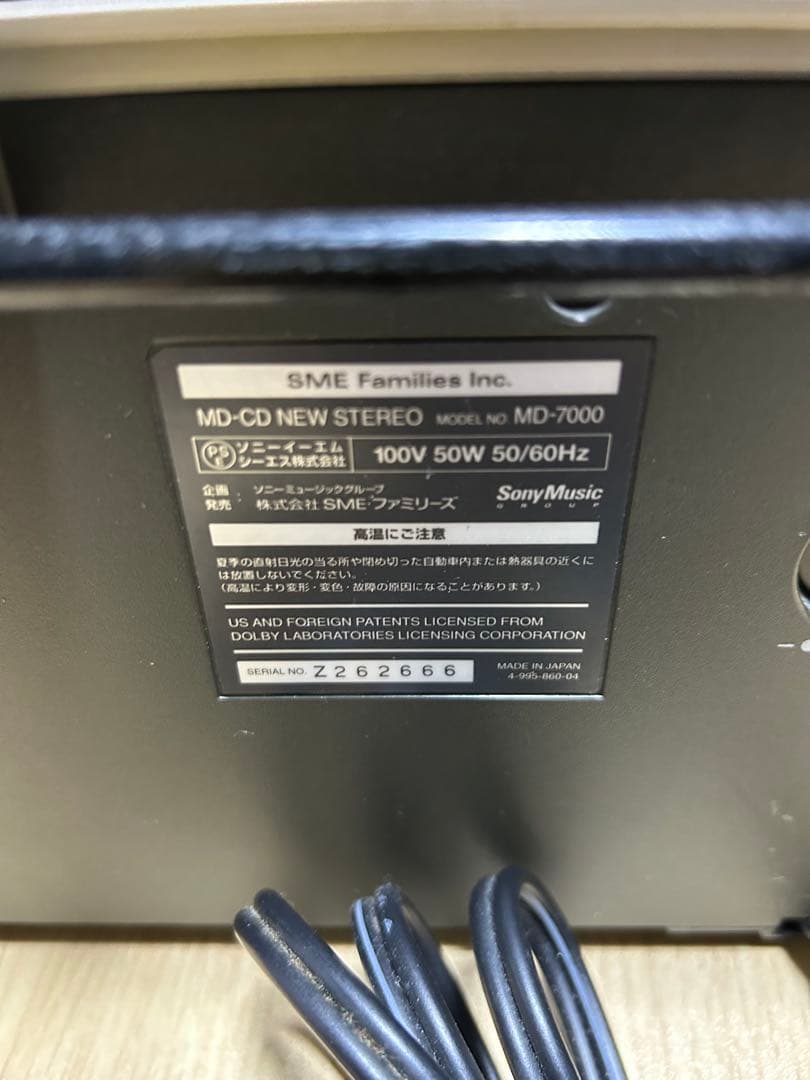 SME Families Inc.
MD-CD NEW STEREO MODEL NO. MD-7000
PSE ソニーイーエム
シーエス株式会社 100V 50W 50/60Hz
企画 ソニーミュージックグループ
発売 株式会社 SME・ファミリーズ
SonyMusic
GROUP
高温にご注意
夏季の直射日光の当る所や閉め切った自動車内または熱器具の近くに
は放置しないでください。
(高温により変形・変色・故障の原因になることがあります。)
US AND FOREIGN PATENTS LICENSED FROM
DOLBY LABORATORIES LICENSING CORPORATION
SERIAL NO. Z262666
MADE IN JAPAN
4-995-860-04